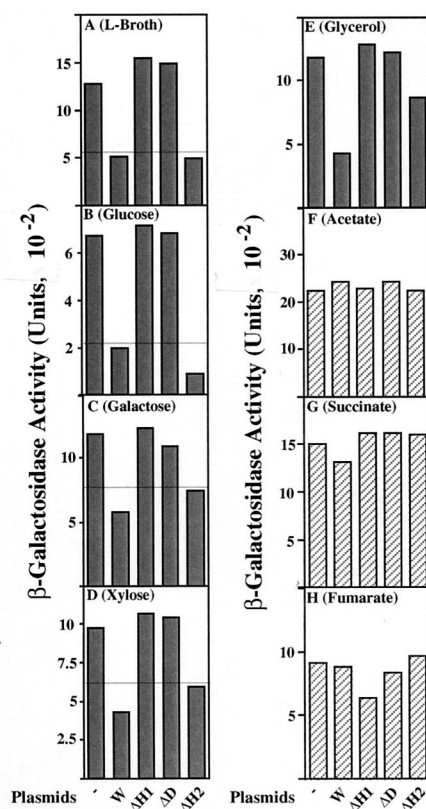 β-Galactosidase Activity (Units, 10-2)
A (L-Broth)
15
10
5
B (Glucose)
6
4
2
C (Galactose)
10
5
D (Xylose)
10
7.5
5
2.5
Plasmids - W ΔH1 ΔD ΔH2
β-Galactosidase Activity (Units, 10-2)
E (Glycerol)
10
5
F (Acetate)
30
20
10
G (Succinate)
15
10
5
H (Fumarate)
10
5
Plasmids - W ΔH1 ΔD ΔH2